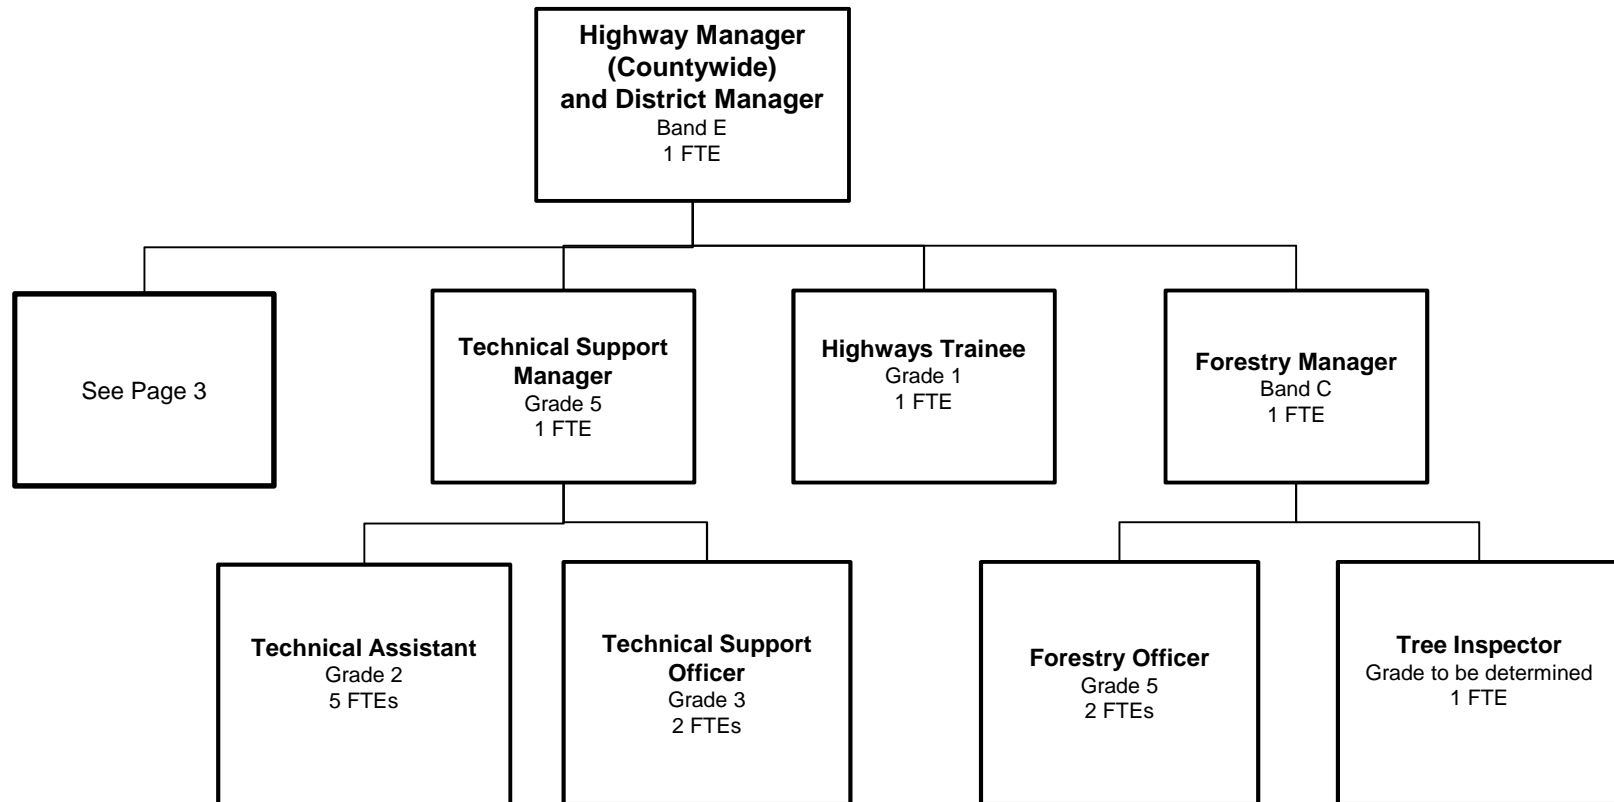 Highway Manager
(Countywide)
and District Manager
Band E
1 FTE
See Page 3
Technical Support
Manager
Grade 5
1 FTE
Highways Trainee
Grade 1
1 FTE
Forestry Manager
Band C
1 FTE
Technical Assistant
Grade 2
5 FTEs
Technical Support
Officer
Grade 3
2 FTEs
Forestry Officer
Grade 5
2 FTEs
Tree Inspector
Grade to be determined
1 FTE